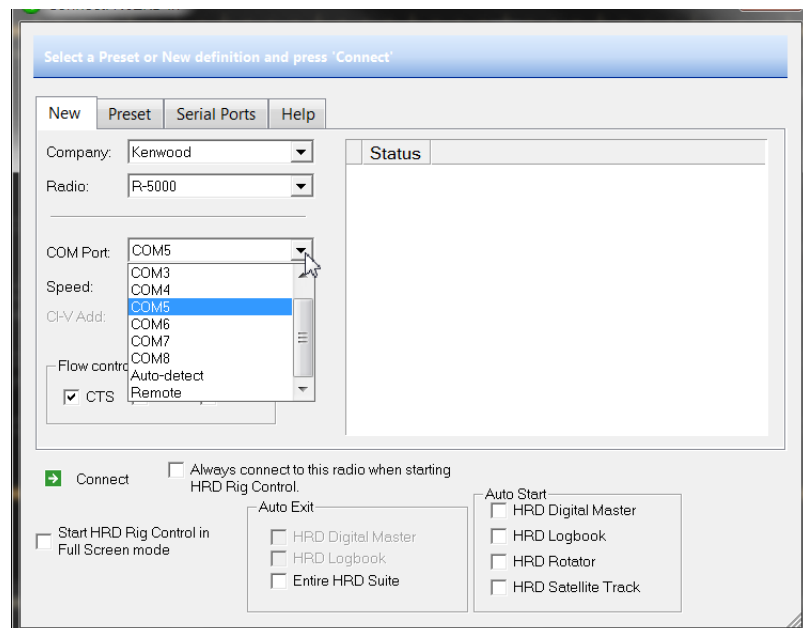 Select a Preset or New definition and press 'Connect'
New Preset Serial Ports Help
Company: Kenwood
Status
Radio: R-5000
COM Port: COM5
COM3
Speed:
COM4
COM5
CI-V Add:
COM6
COM7
COM8
Flow contro
Auto-detect
CTS
Remote
Connect
Always connect to this radio when starting
HRD Rig Control.
Start HRD Rig Control in
Full Screen mode
Auto Exit
HRD Digital Master
HRD Logbook
Entire HRD Suite
Auto Start
HRD Digital Master
HRD Logbook
HRD Rotator
HRD Satellite Track